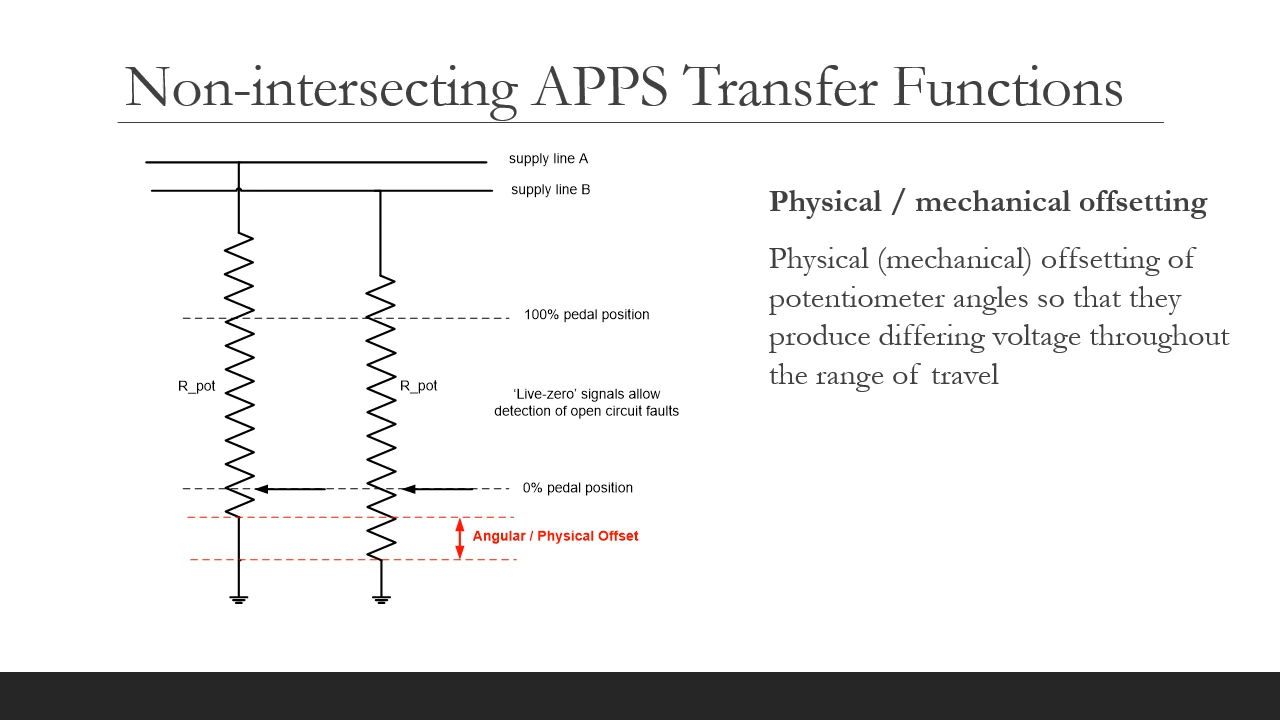 Non-intersecting APPS Transfer Functions
supply line A
supply line B
100% pedal position
R_pot
R_pot
‘Live-zero’ signals allow
detection of open circuit faults
0% pedal position
Angular / Physical Offset
Physical / mechanical offsetting
Physical (mechanical) offsetting of
potentiometer angles so that they
produce differing voltage throughout
the range of travel